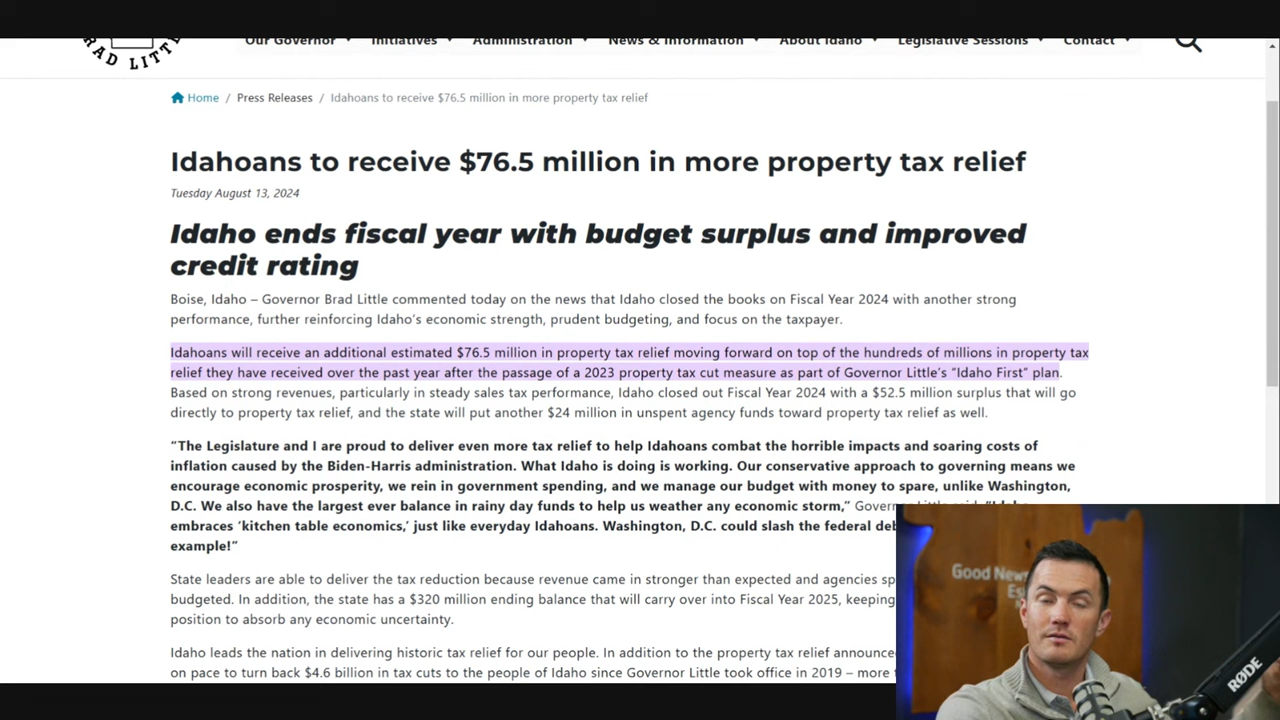 RAD LITT
Our Governor
Initiatives
Administration
News & Information
About Idaho
Legislative Sessions
Contact
Home / Press Releases / Idahoans to receive $76.5 million in more property tax relief
Idahoans to receive $76.5 million in more property tax relief
Tuesday August 13, 2024
Idaho ends fiscal year with budget surplus and improved
credit rating
Boise, Idaho – Governor Brad Little commented today on the news that Idaho closed the books on Fiscal Year 2024 with another strong
performance, further reinforcing Idaho’s economic strength, prudent budgeting, and focus on the taxpayer.
Idahoans will receive an additional estimated $76.5 million in property tax relief moving forward on top of the hundreds of millions in property tax
relief they have received over the past year after the passage of a 2023 property tax cut measure as part of Governor Little’s “Idaho First” plan.
Based on strong revenues, particularly in steady sales tax performance, Idaho closed out Fiscal Year 2024 with a $52.5 million surplus that will go
directly to property tax relief, and the state will put another $24 million in unspent agency funds toward property tax relief as well.
“The Legislature and I are proud to deliver even more tax relief to help Idahoans combat the horrible impacts and soaring costs of
inflation caused by the Biden-Harris administration. What Idaho is doing is working. Our conservative approach to governing means we
encourage economic prosperity, we rein in government spending, and we manage our budget with money to spare, unlike Washington,
D.C. We also have the largest ever balance in rainy day funds to help us weather any economic storm,”
embraces ‘kitchen table economics,’ just like everyday Idahoans. Washington, D.C. could slash the federal
example!”
State leaders are able to deliver the tax reduction because revenue came in stronger than expected and agencies
budgeted. In addition, the state has a $320 million ending balance that will carry over into Fiscal Year 2025, keeping
position to absorb any economic uncertainty.
Idaho leads the nation in delivering historic tax relief for our people. In addition to the property tax relief
on pace to turn back $4.6 billion in tax cuts to the people of Idaho since Governor Little took office in 2019 – more
Good New
Es
RØDE